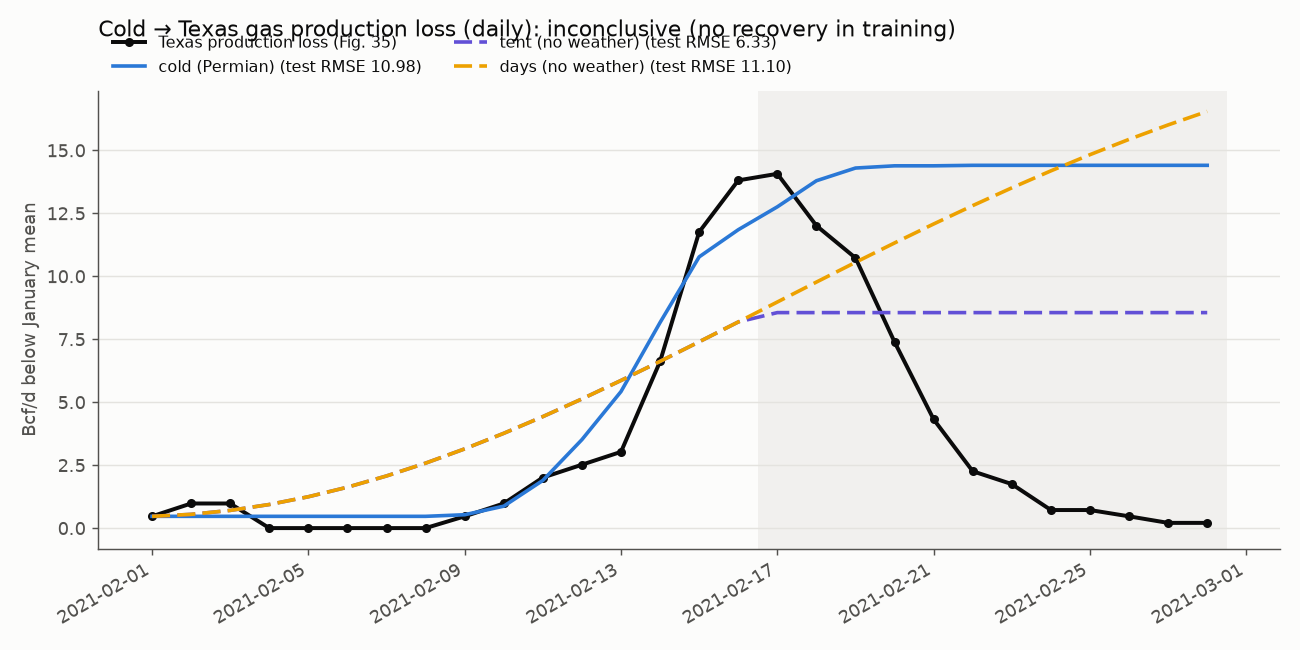 Cold → Texas gas production loss (daily): inconclusive (no recovery in training)
Texas production loss (Fig. 35)
cold (Permian) (test RMSE 10.98)
tent (no weather) (test RMSE 6.33)
days (no weather) (test RMSE 11.10)
Bcf/d below January mean
15.0
12.5
10.0
7.5
5.0
2.5
0.0
2021-02-01
2021-02-05
2021-02-09
2021-02-13
2021-02-17
2021-02-21
2021-02-25
2021-03-01